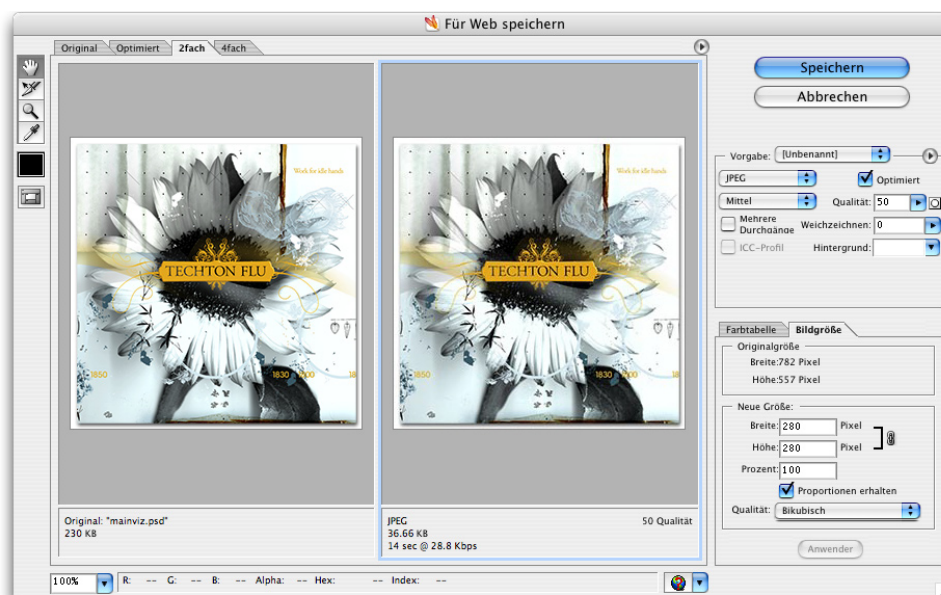 Für Web speichern
Original Optimiert 2fach 4fach
Work for idle hands
TECHTON FLU
1850
1830
Work for idle hands
TECHTON FLU
1850
1830
Original: "mainviz.psd"
230 KB
JPEG
50 Qualität
36.66 KB
14 sec @ 28.8 Kbps
100%
R: -- G: -- B: -- Alpha: -- Hex: -- Index: --
Speichern
Abbrechen
Vorgabe: [Unbenannt]
JPEG
Optimiert
Mittel
Qualität: 50
Mehrere Durchgänge
Weichzeichnen: 0
ICC-Profil
Hintergrund:
Farbtabelle Bildgröße
Originalgröße
Breite:782 Pixel
Höhe:557 Pixel
Neue Größe:
Breite: 280 Pixel
Höhe: 280 Pixel
Prozent: 100
Proportionen erhalten
Qualität: Bikubisch
Anwender